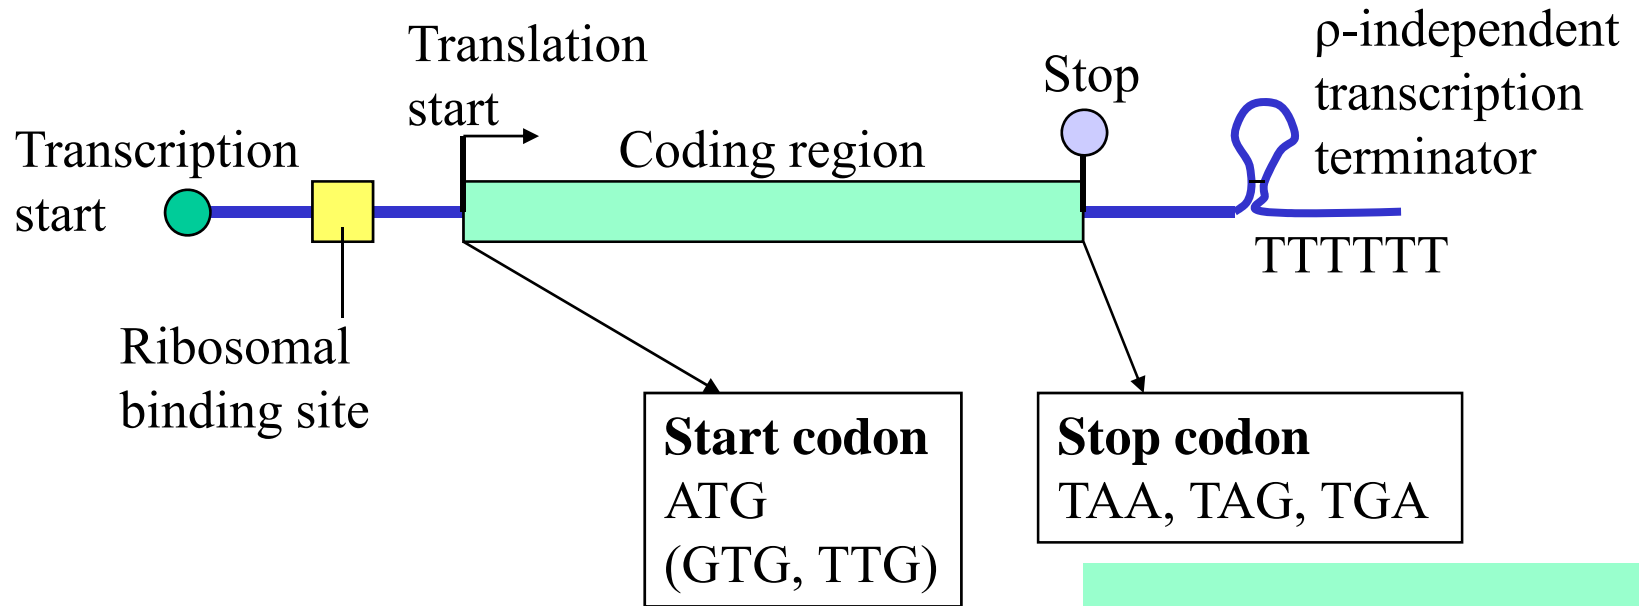 Transcription
start
Ribosomal
binding site
Translation
start
Coding region
Stop
ρ-independent
transcription
terminator
TTTTTT
Start codon
ATG
(GTG, TTG)
Stop codon
TAA, TAG, TGA